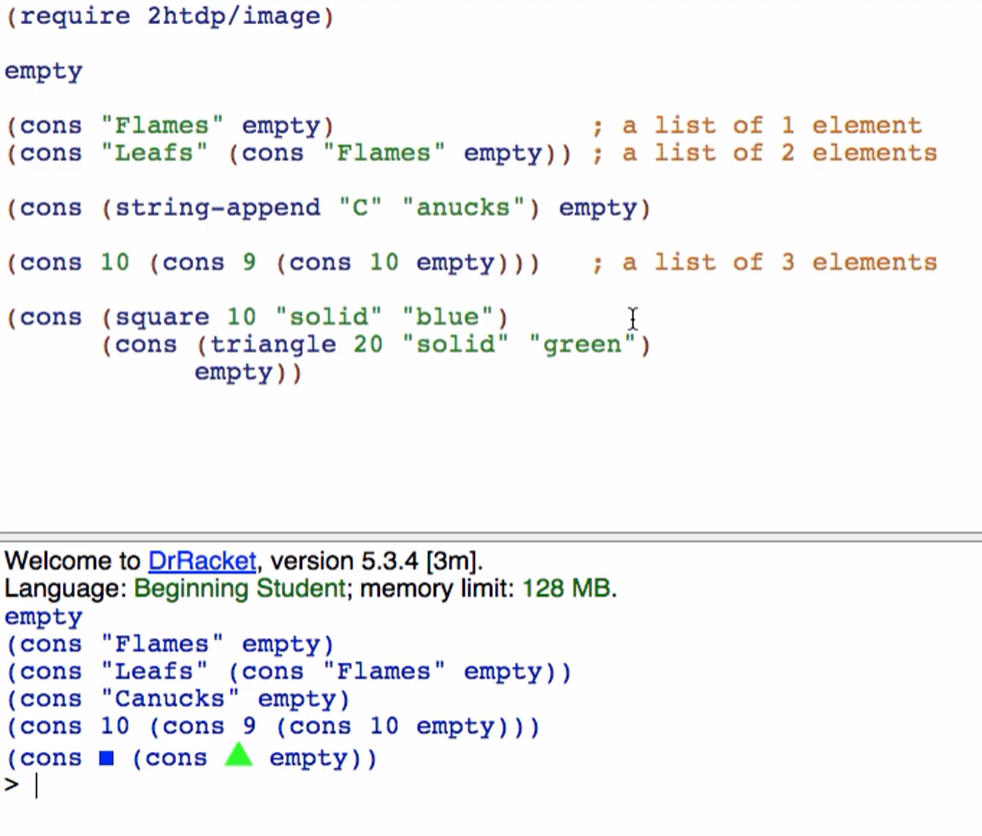 (require 2htdp/image)
empty
(cons "Flames" empty) ; a list of 1 element
(cons "Leafs" (cons "Flames" empty)) ; a list of 2 elements
(cons (string-append "C" "anucks") empty)
(cons 10 (cons 9 (cons 10 empty))) ; a list of 3 elements
(cons (square 10 "solid" "blue")
(cons (triangle 20 "solid" "green")
empty))
Welcome to DrRacket, version 5.3.4 [3m].
Language: Beginning Student; memory limit: 128 MB.
empty
(cons "Flames" empty)
(cons "Leafs" (cons "Flames" empty))
(cons "Canucks" empty)
(cons 10 (cons 9 (cons 10 empty)))
(cons (cons empty))
>